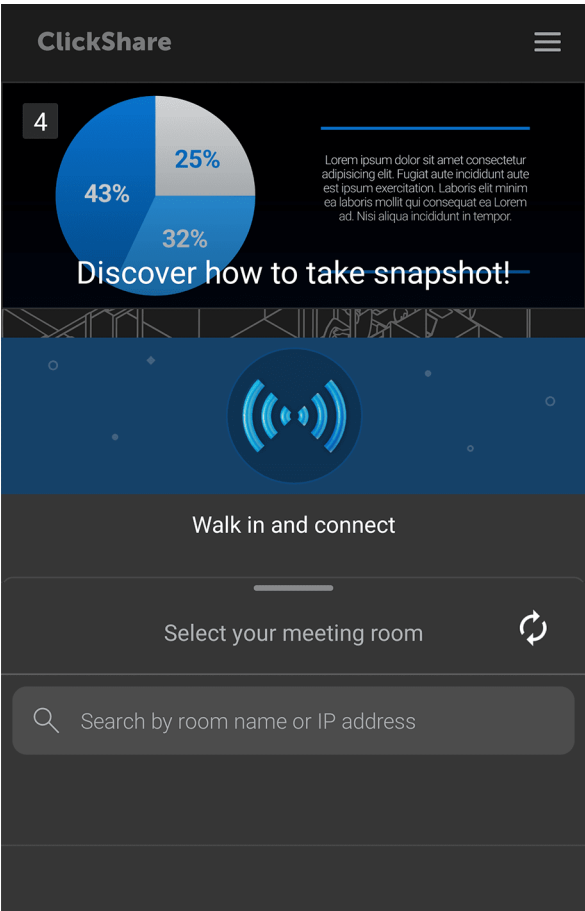 ClickShare
4
25%
43%
32%
Lorem ipsum dolor sit amet consectetur
adipisicing elit. Fugiat aute incididunt aute
est ipsum exercitation. Laboris elit minim
ea laboris mollit qui consequat ea Lorem
ad. Nisi aliqua incididunt in tempor.
Discover how to take snapshot!
Walk in and connect
Select your meeting room
Search by room name or IP address